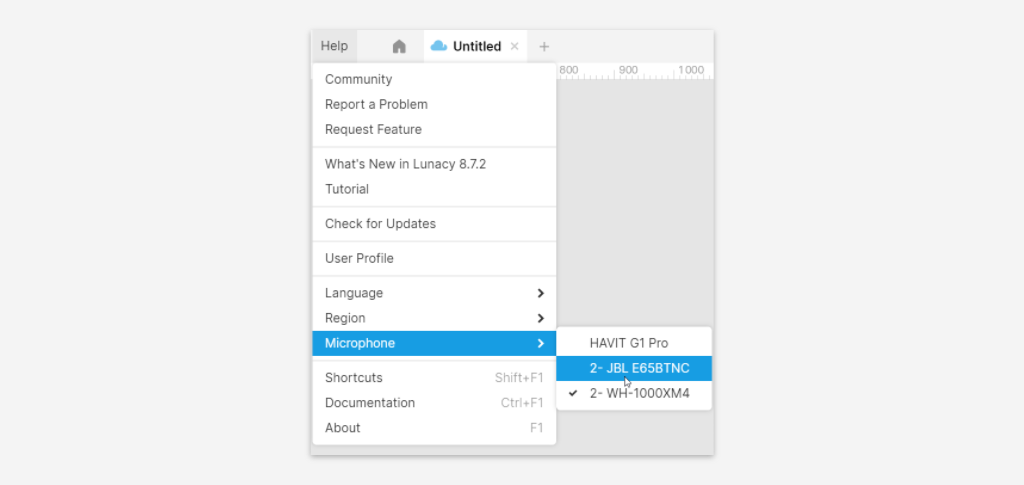 Help
Untitled
800 900 1000
Community
Report a Problem
Request Feature
What's New in Lunacy 8.7.2
Tutorial
Check for Updates
User Profile
Language
Region
Microphone
HAVIT G1 Pro
2- JBL E65BTNC
2- WH-1000XM4
Shortcuts Shift+F1
Documentation Ctrl+F1
About F1